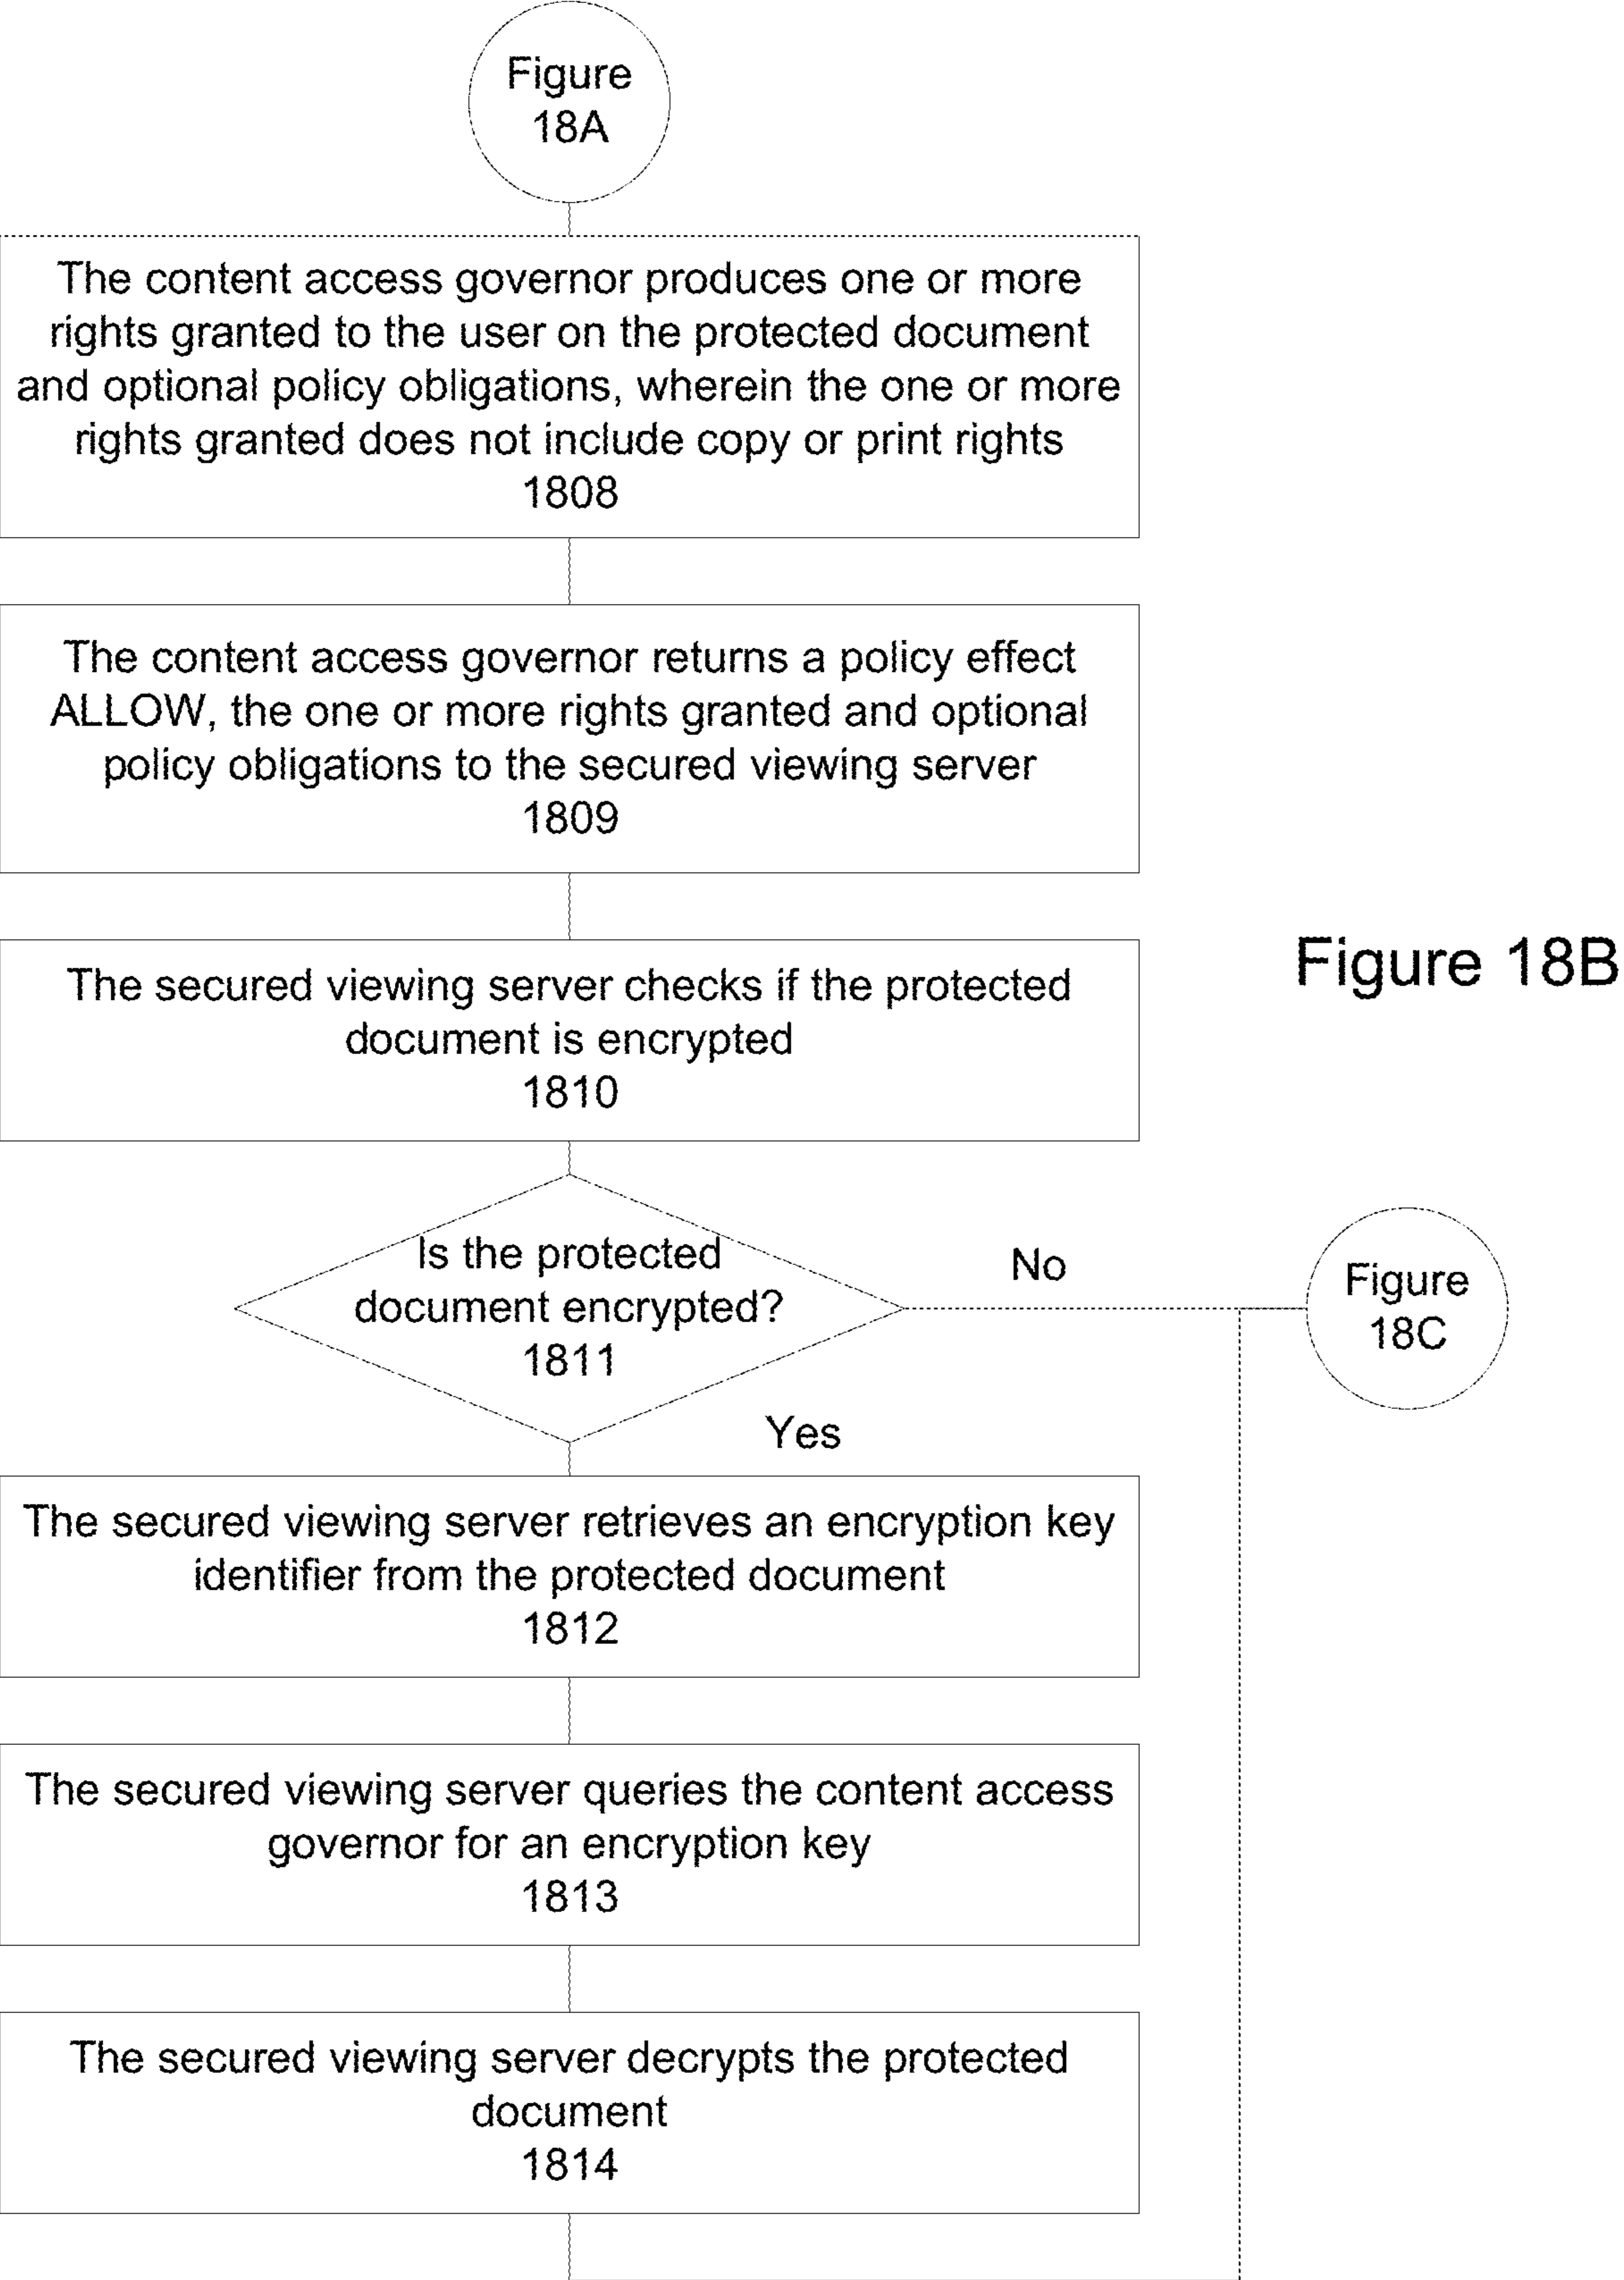 Figure
18A
The content access governor produces one or more
rights granted to the user on the protected document
and optional policy obligations, wherein the one or more
rights granted does not include copy or print rights
1808
The content access governor returns a policy effect
ALLOW, the one or more rights granted and optional
policy obligations to the secured viewing server
1809
The secured viewing server checks if the protected
document is encrypted
1810
Figure 18B
Is the protected
document encrypted?
1811
No
Figure
18C
Yes
The secured viewing server retrieves an encryption key
identifier from the protected document
1812
The secured viewing server queries the content access
governor for an encryption key
1813
The secured viewing server decrypts the protected
document
1814